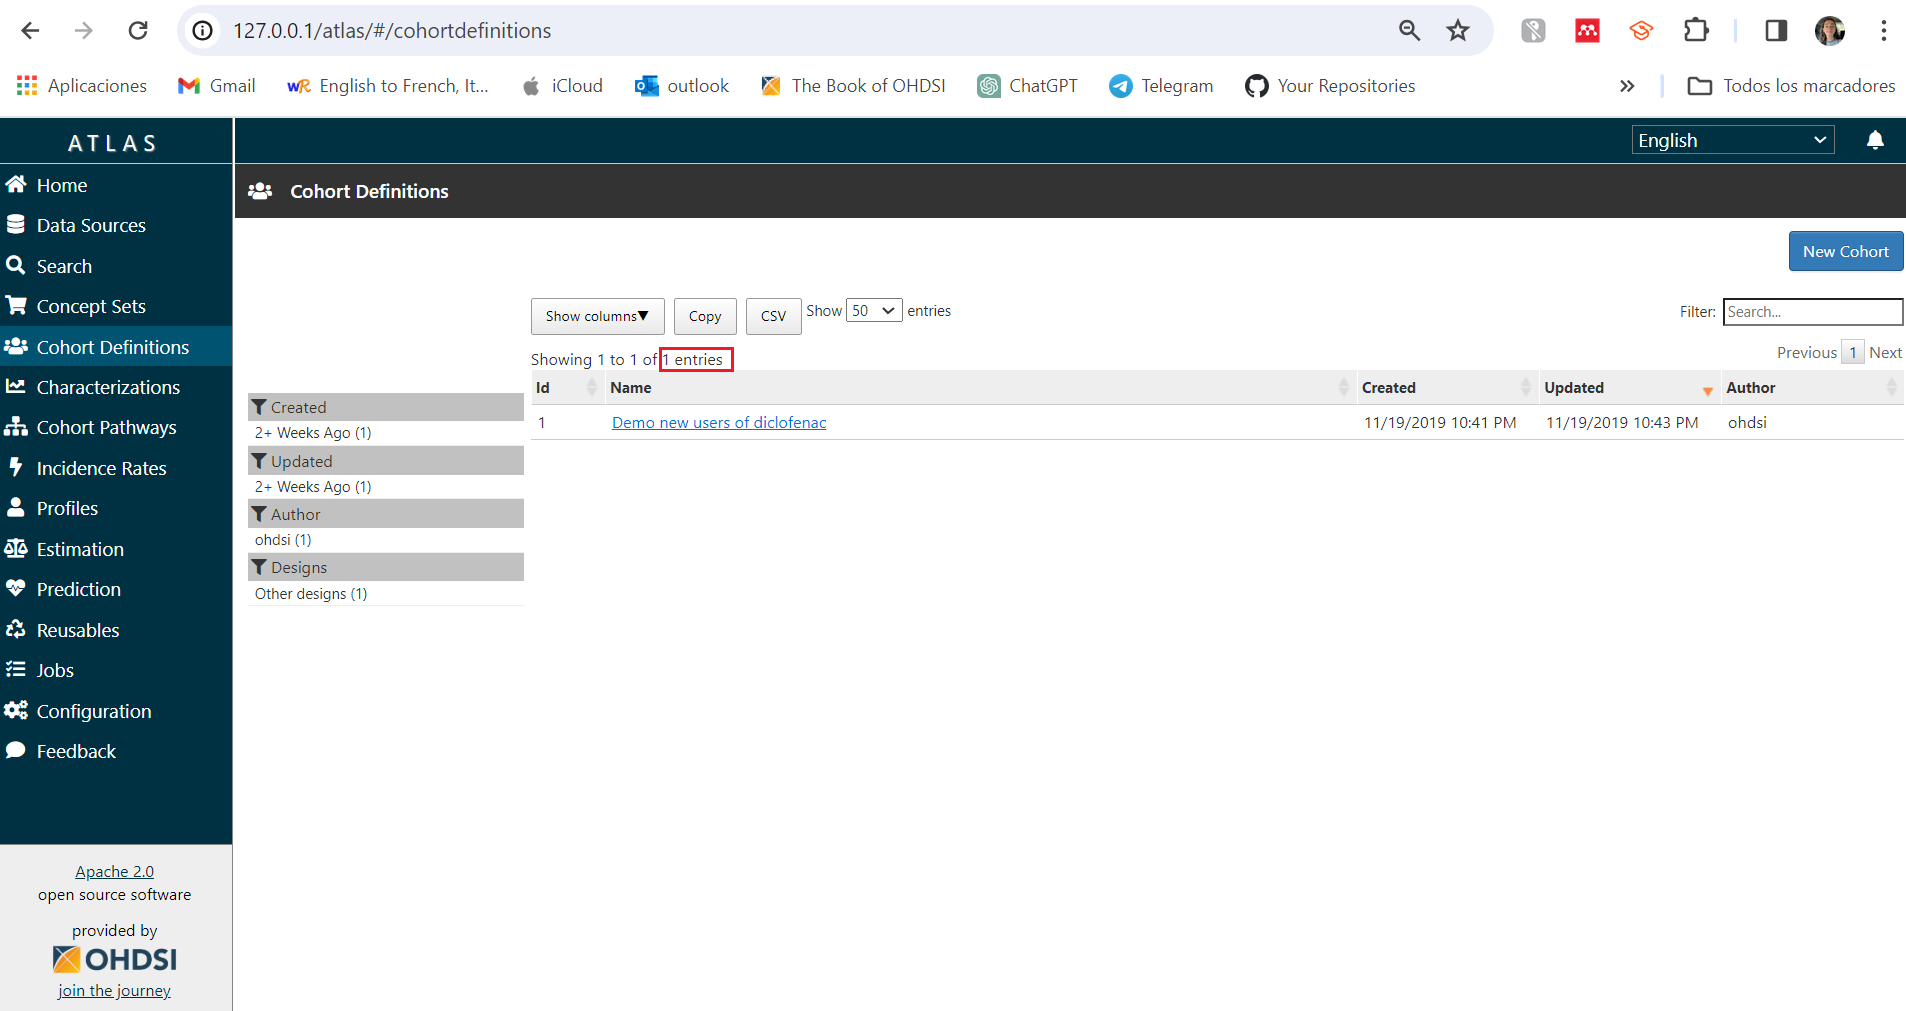 127.0.0.1/atlas/#/cohortdefinitions
Aplicaciones Gmail English to French, It... iCloud outlook The Book of OHDSI ChatGPT Telegram Your Repositories » Todos los marcadores
ATLAS
English
Home
Data Sources
Search
Concept Sets
Cohort Definitions
Characterizations
Cohort Pathways
Incidence Rates
Profiles
Estimation
Prediction
Reusables
Jobs
Configuration
Feedback
Apache 2.0
open source software
provided by
OHDSI
join the journey
Cohort Definitions
New Cohort
Show columns▼ Copy CSV Show 50 entries
Filter: Search...
Showing 1 to 1 of 1 entries
Previous 1 Next
Created
2+ Weeks Ago (1)
Updated
2+ Weeks Ago (1)
Author
ohdsi (1)
Designs
Other designs (1)
Id Name Created Updated Author
1 Demo new users of diclofenac 11/19/2019 10:41 PM 11/19/2019 10:43 PM ohdsi